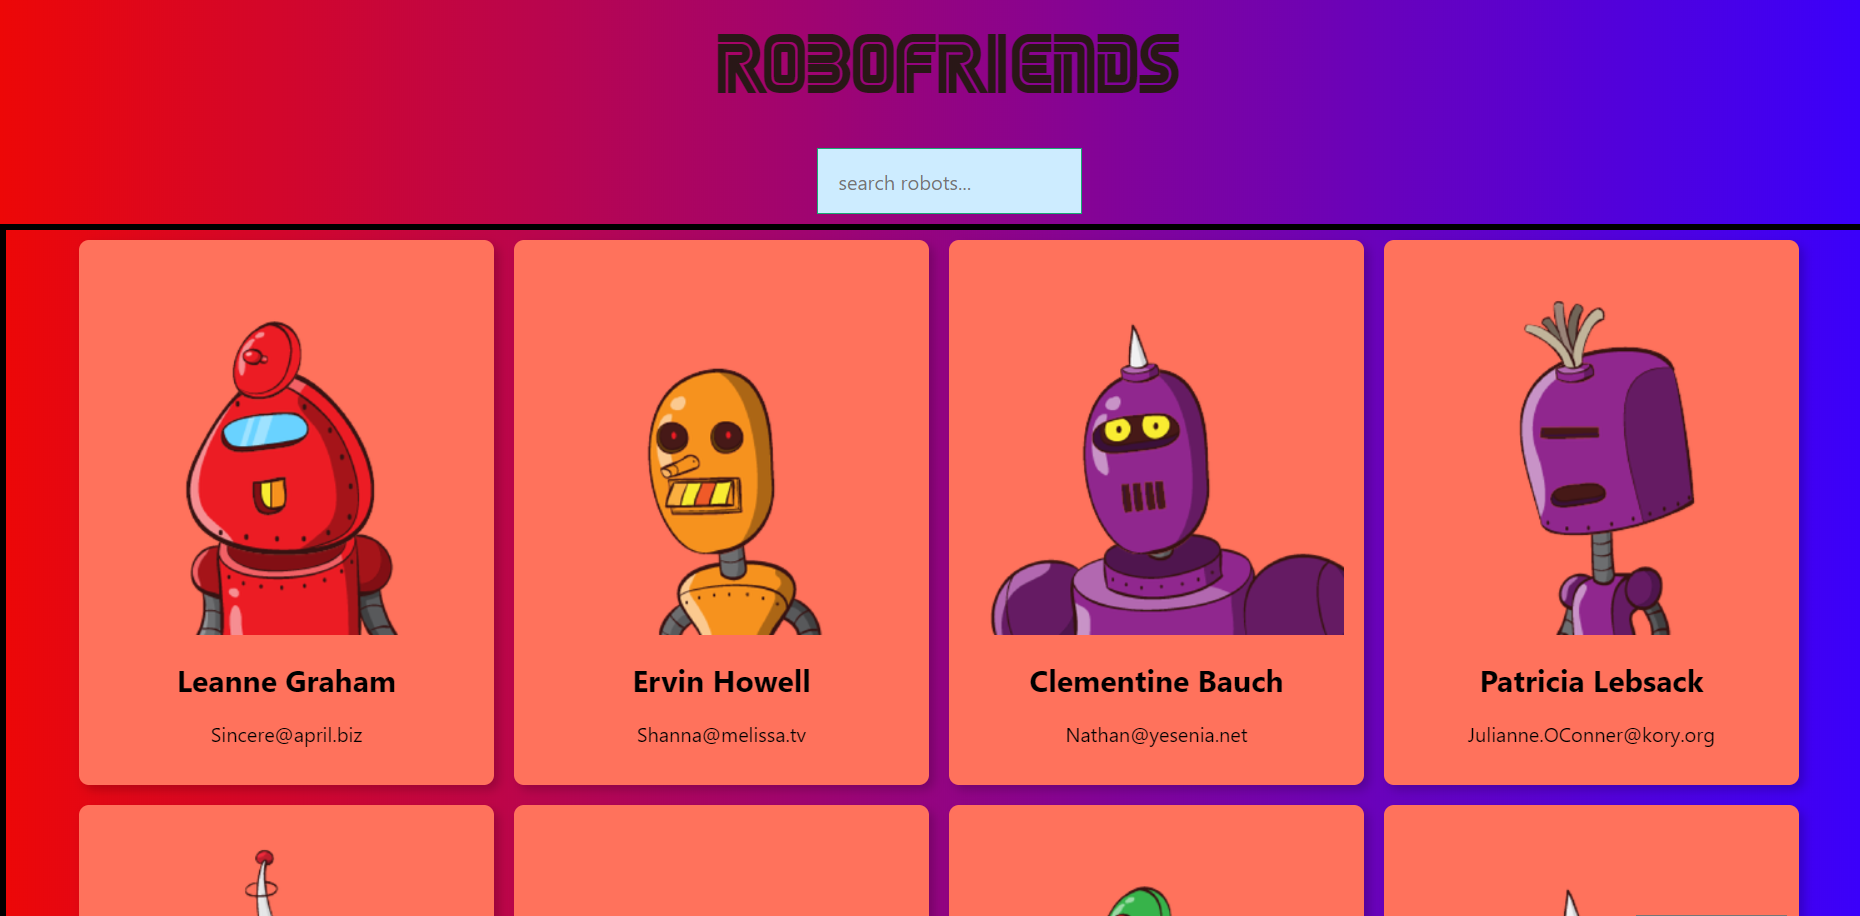 ROBOFRIENDS
search robots...
Leanne Graham
Ervin Howell
Clementine Bauch
Patricia Lebsack
Sincere@april.biz
Shanna@melissa.tv
Nathan@yesenia.net
Julianne.OConner@kory.org